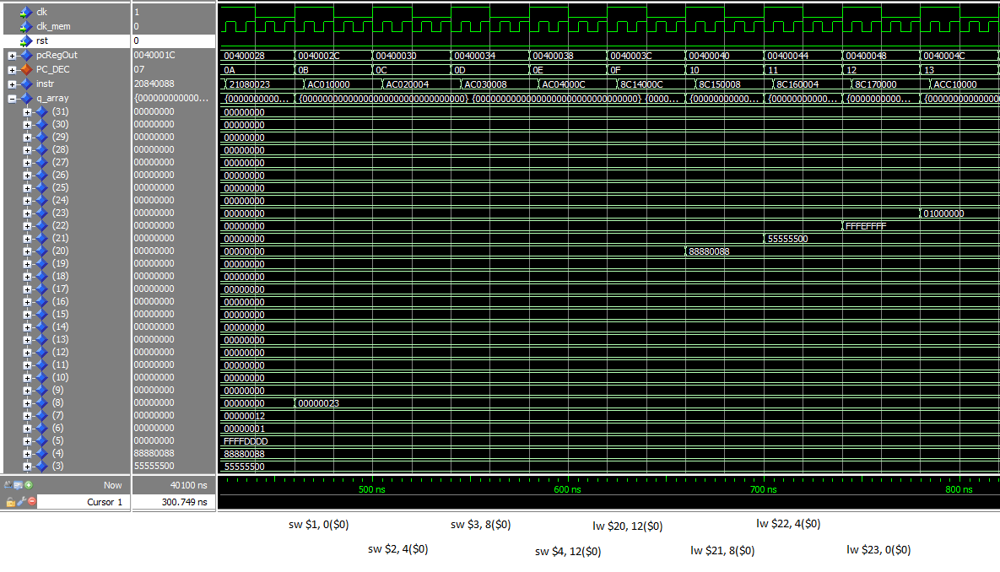 clk 1
clk_mem 0
rst 0
pcRegOut 0040001C 00400028 0040002C 00400030 00400034 00400038 0040003C 00400040 00400044 00400048 0040004C
PC_DEC 07 0A 0B 0C 0D 0E 0F 10 11 12 13
instr 20840088 21080023 AC010000 AC020004 AC030008 AC04000C 8C14000C 8C150008 8C160004 8C170000 ACC10000
q_array {000000000000... {0000000000... {00000000000000000000000000000000} {00000000000000000000000000000000} {0000... {00000000... {0000000000... {000000000... {000000000
(31) 00000000 00000000
(30) 00000000 00000000
(29) 00000000 00000000
(28) 00000000 00000000
(27) 00000000 00000000
(26) 00000000 00000000
(25) 00000000 00000000
(24) 00000000 00000000
(23) 00000000 00000000 01000000
(22) 00000000 00000000 FFFEFFFF
(21) 00000000 00000000 55555500
(20) 00000000 00000000 88880088
(19) 00000000 00000000
(18) 00000000 00000000
(17) 00000000 00000000
(16) 00000000 00000000
(15) 00000000 00000000
(14) 00000000 00000000
(13) 00000000 00000000
(12) 00000000 00000000
(11) 00000000 00000000
(10) 00000000 00000000
(9) 00000000 00000000
(8) 00000000 00000000 00000023
(7) 00000000 00000012
(6) 00000000 00000001
(5) 00000000 FFFFDDDD
(4) 88880088 88880088
(3) 55555500 55555500
Now 40100 ns 500 ns 600 ns 700 ns 800 ns
Cursor 1 300.749 ns
sw $1, 0($0) sw $3, 8($0) lw $20, 12($0) lw $22, 4($0)
sw $2, 4($0) sw $4, 12($0) lw $21, 8($0) lw $23, 0($0)